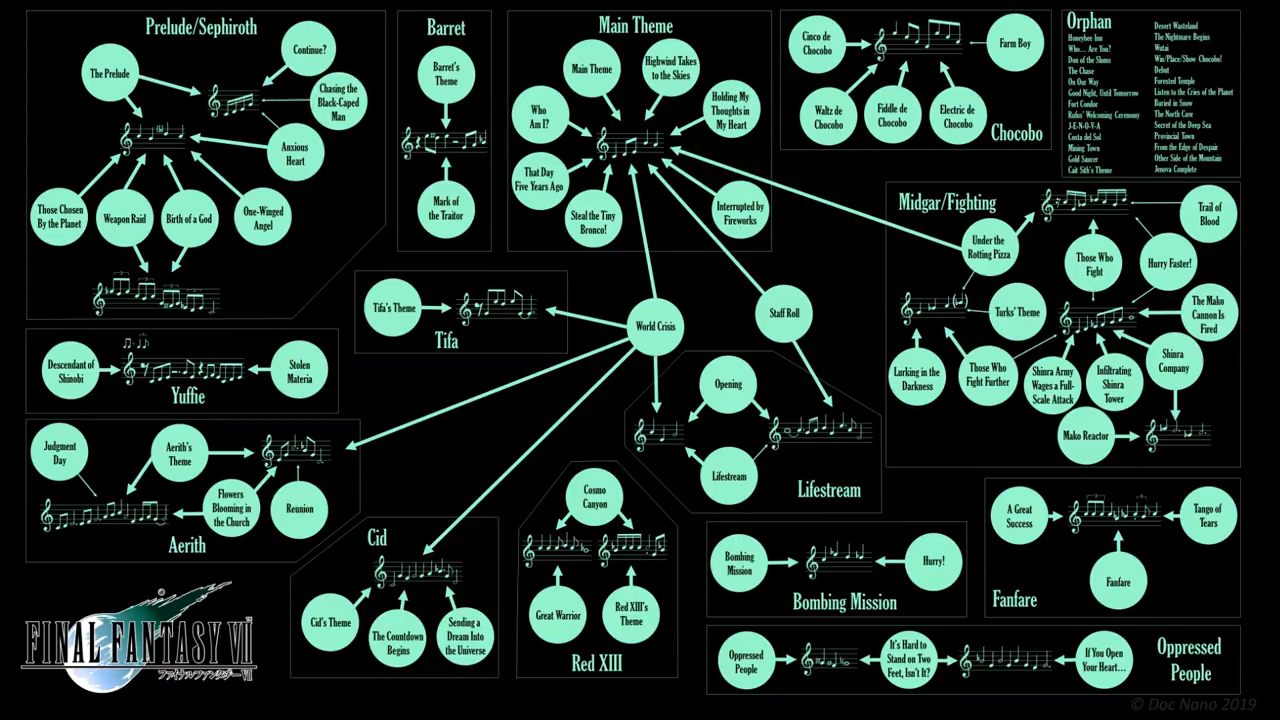 Prelude/Sephiroth
The Prelude
Continue?
Chasing the
Black-Caped
Man
Anxious
Heart
Those Chosen
By the Planet
Weapon Raid
Birth of a God
One-Winged
Angel
Barret
Barret's
Theme
Mark of
the Traitor
Main Theme
Main Theme
Highwind Takes
to the Skies
Who
Am I?
Holding My
Thoughts in
My Heart
That Day
Five Years Ago
Steal the Tiny
Bronco!
Interrupted by
Fireworks
Cinco de
Chocobo
Farm Boy
Waltz de
Chocobo
Fiddle de
Chocobo
Electric de
Chocobo
Chocobo
Orphan
Honeybee Inn
Who... Are You?
Don of the Slums
The Chase
On Our Way
Good Night, Until Tomorrow
Fort Condor
Rufus' Welcoming Ceremony
J-E-N-O-V-A
Costa del Sol
Mining Town
Gold Saucer
Cait Sith's Theme
Desert Wasteland
The Nightmare Begins
Wutai
Win/Place/Show Chocobo!
Debut
Forested Temple
Listen to the Cries of the Planet
Buried in Snow
The North Cave
Secret of the Deep Sea
Provincial Town
From the Edge of Despair
Other Side of the Mountain
Jenova Complete
Midgar/Fighting
Under the
Rotting Pizza
Those Who
Fight
Trail of
Blood
Hurry Faster!
Turks' Theme
The Mako
Cannon Is
Fired
Lurking in the
Darkness
Those Who
Fight Further
Shinra Army
Wages a Full-
Scale Attack
Infiltrating
Shinra
Tower
Shinra
Company
Mako Reactor
Tifa's Theme
Tifa
World Crisis
Staff Roll
Descendant of
Shinobi
Stolen
Materia
Yuffie
Opening
Lifestream
Lifestream
Judgment
Day
Aerith's
Theme
Flowers
Blooming in
the Church
Reunion
Aerith
Cid
Cid's Theme
The Countdown
Begins
Sending a
Dream Into
the Universe
Cosmo
Canyon
Great Warrior
Red XIII's
Theme
Red XIII
Bombing
Mission
Hurry!
Bombing Mission
A Great
Success
Tango of
Tears
Fanfare
Fanfare
Oppressed
People
It's Hard to
Stand on Two
Feet, Isn't It?
If You Open
Your Heart...
Oppressed
People
FINAL FANTASY VII
ファイナルファンタジーVII
© Doc Nano 2019